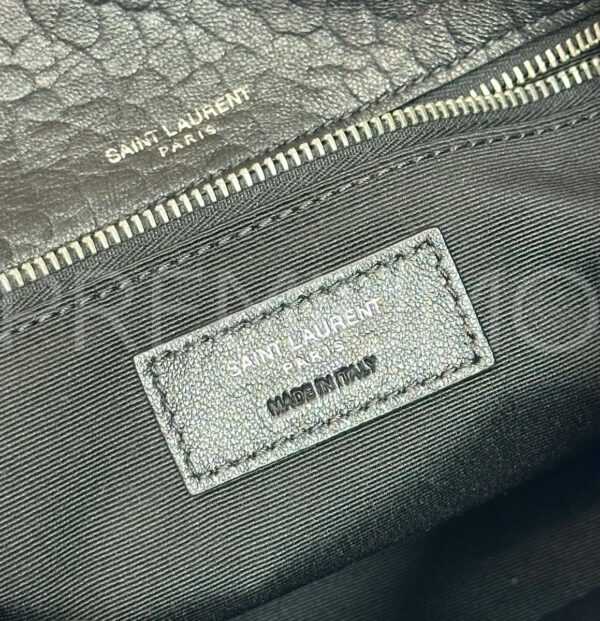 SAINT LAURENT
PARIS
SAINT LAURENT
PARIS
MADE IN ITALY